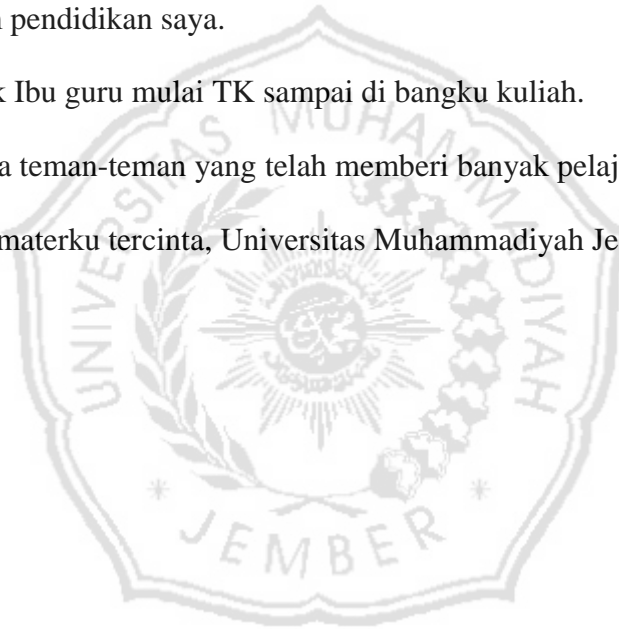 n pendidikan saya.
k Ibu guru mulai TK sampai di bangku kuliah.
a teman-teman yang telah memberi banyak pelaj
materku tercinta, Universitas Muhammadiyah Je
UNIVERSITAS MUHAMMADIYAH
JEMBER